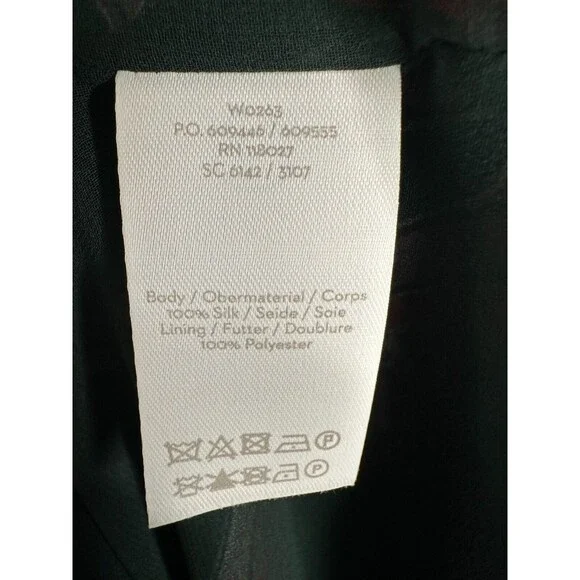 W0263
P.O. 609446 / 609555
RN 118027
SC 6142 / 3107
Body / Obermaterial / Corps
100% Silk / Seide / Soie
Lining / Futter / Doublure
100% Polyester
P
P